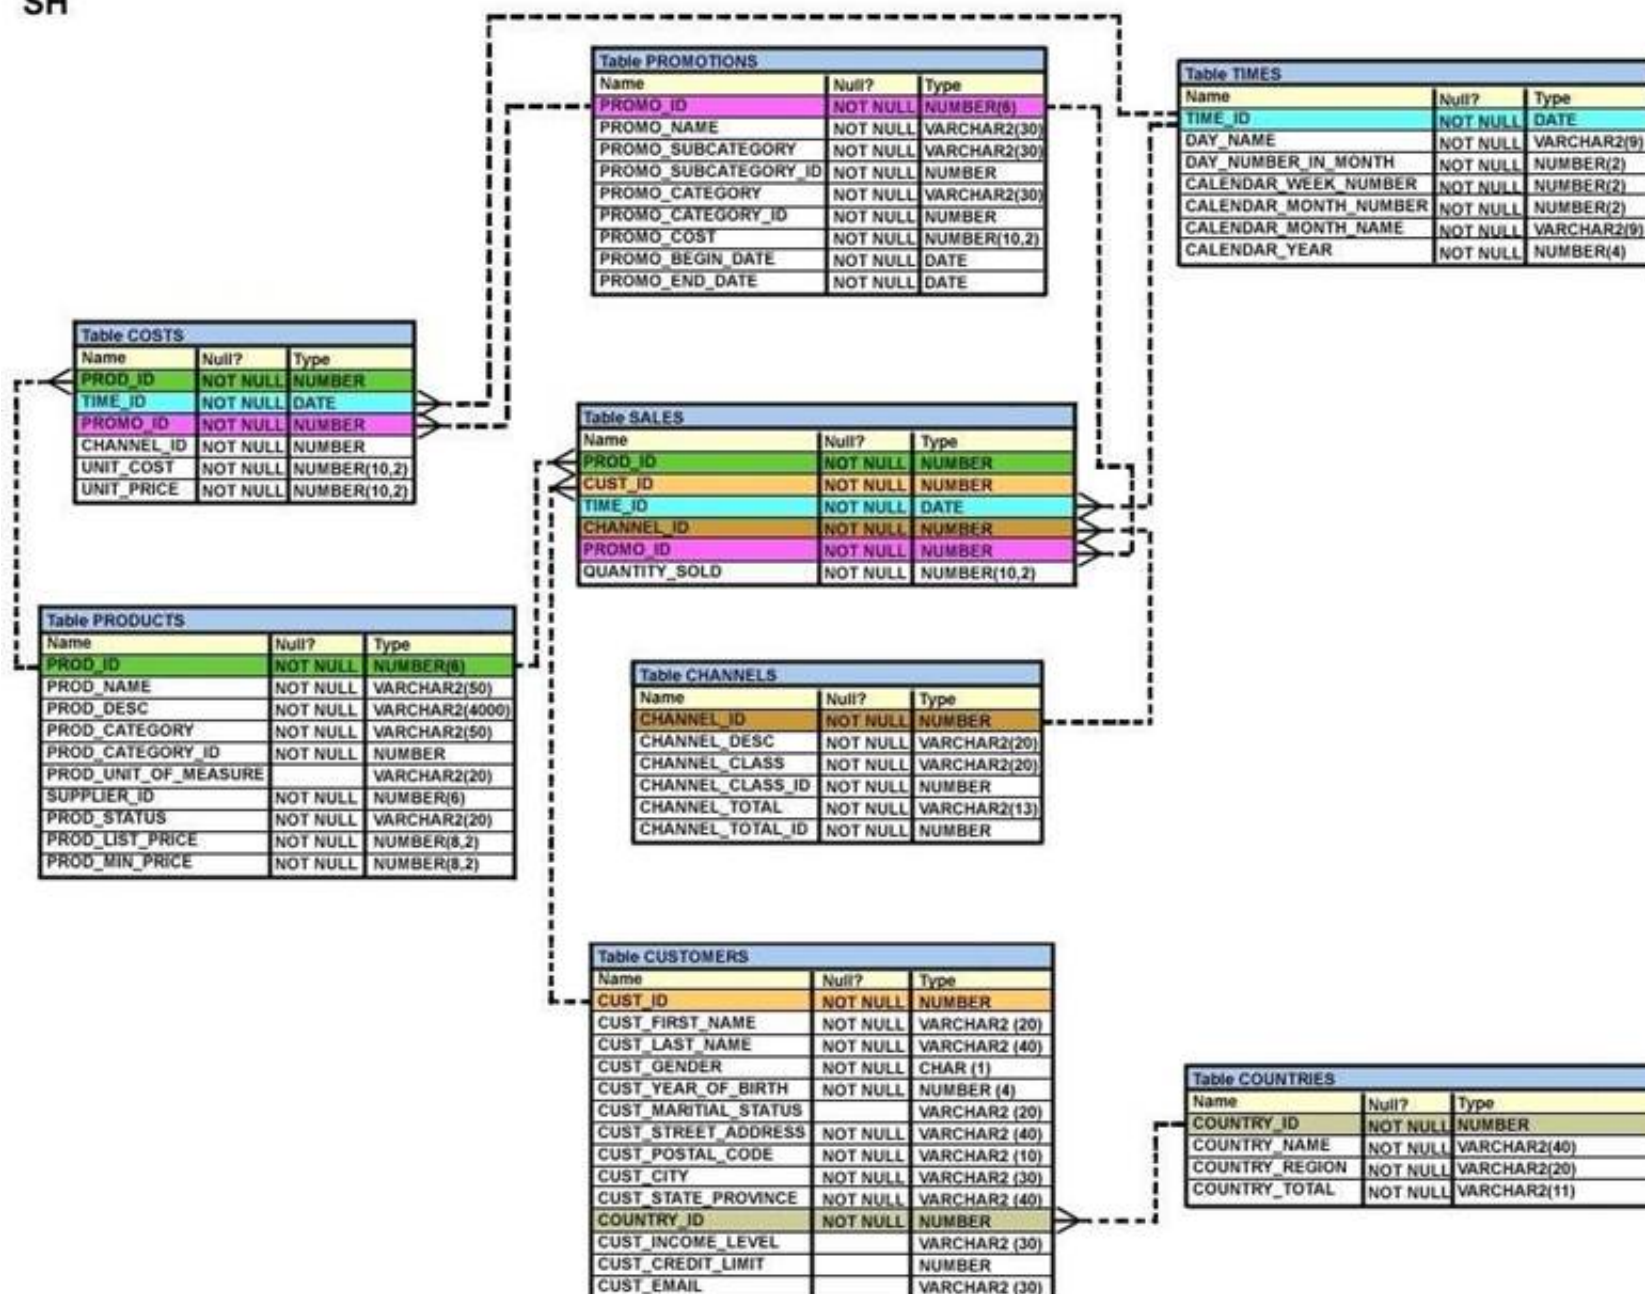 SH
Table PROMOTIONS
Name Null? Type
PROMO_ID NOT NULL NUMBER(6)
PROMO_NAME NOT NULL VARCHAR2(30)
PROMO_SUBCATEGORY NOT NULL VARCHAR2(30)
PROMO_SUBCATEGORY_ID NOT NULL NUMBER
PROMO_CATEGORY NOT NULL VARCHAR2(30)
PROMO_CATEGORY_ID NOT NULL NUMBER
PROMO_COST NOT NULL NUMBER(10,2)
PROMO_BEGIN_DATE NOT NULL DATE
PROMO_END_DATE NOT NULL DATE
Table TIMES
Name Null? Type
TIME_ID NOT NULL DATE
DAY_NAME NOT NULL VARCHAR2(9)
DAY_NUMBER_IN_MONTH NOT NULL NUMBER(2)
CALENDAR_WEEK_NUMBER NOT NULL NUMBER(2)
CALENDAR_MONTH_NUMBER NOT NULL NUMBER(2)
CALENDAR_MONTH_NAME NOT NULL VARCHAR2(9)
CALENDAR_YEAR NOT NULL NUMBER(4)
Table COSTS
Name Null? Type
PROD_ID NOT NULL NUMBER
TIME_ID NOT NULL DATE
PROMO_ID NOT NULL NUMBER
CHANNEL_ID NOT NULL NUMBER
UNIT_COST NOT NULL NUMBER(10,2)
UNIT_PRICE NOT NULL NUMBER(10,2)
Table SALES
Name Null? Type
PROD_ID NOT NULL NUMBER
CUST_ID NOT NULL NUMBER
TIME_ID NOT NULL DATE
CHANNEL_ID NOT NULL NUMBER
PROMO_ID NOT NULL NUMBER
QUANTITY_SOLD NOT NULL NUMBER(10,2)
Table PRODUCTS
Name Null? Type
PROD_ID NOT NULL NUMBER(6)
PROD_NAME NOT NULL VARCHAR2(50)
PROD_DESC NOT NULL VARCHAR2(4000)
PROD_CATEGORY NOT NULL VARCHAR2(50)
PROD_CATEGORY_ID NOT NULL NUMBER
PROD_UNIT_OF_MEASURE VARCHAR2(20)
SUPPLIER_ID NOT NULL NUMBER(6)
PROD_STATUS NOT NULL VARCHAR2(20)
PROD_LIST_PRICE NOT NULL NUMBER(8,2)
PROD_MIN_PRICE NOT NULL NUMBER(8,2)
Table CHANNELS
Name Null? Type
CHANNEL_ID NOT NULL NUMBER
CHANNEL_DESC NOT NULL VARCHAR2(20)
CHANNEL_CLASS NOT NULL VARCHAR2(20)
CHANNEL_CLASS_ID NOT NULL NUMBER
CHANNEL_TOTAL NOT NULL VARCHAR2(13)
CHANNEL_TOTAL_ID NOT NULL NUMBER
Table CUSTOMERS
Name Null? Type
CUST_ID NOT NULL NUMBER
CUST_FIRST_NAME NOT NULL VARCHAR2 (20)
CUST_LAST_NAME NOT NULL VARCHAR2 (40)
CUST_GENDER NOT NULL CHAR (1)
CUST_YEAR_OF_BIRTH NOT NULL NUMBER (4)
CUST_MARITIAL_STATUS VARCHAR2 (20)
CUST_STREET_ADDRESS NOT NULL VARCHAR2 (40)
CUST_POSTAL_CODE NOT NULL VARCHAR2 (10)
CUST_CITY NOT NULL VARCHAR2 (30)
CUST_STATE_PROVINCE NOT NULL VARCHAR2 (40)
COUNTRY_ID NOT NULL NUMBER
CUST_INCOME_LEVEL VARCHAR2 (30)
CUST_CREDIT_LIMIT NUMBER
CUST_EMAIL VARCHAR2 (30)
Table COUNTRIES
Name Null? Type
COUNTRY_ID NOT NULL NUMBER
COUNTRY_NAME NOT NULL VARCHAR2(40)
COUNTRY_REGION NOT NULL VARCHAR2(20)
COUNTRY_TOTAL NOT NULL VARCHAR2(11)